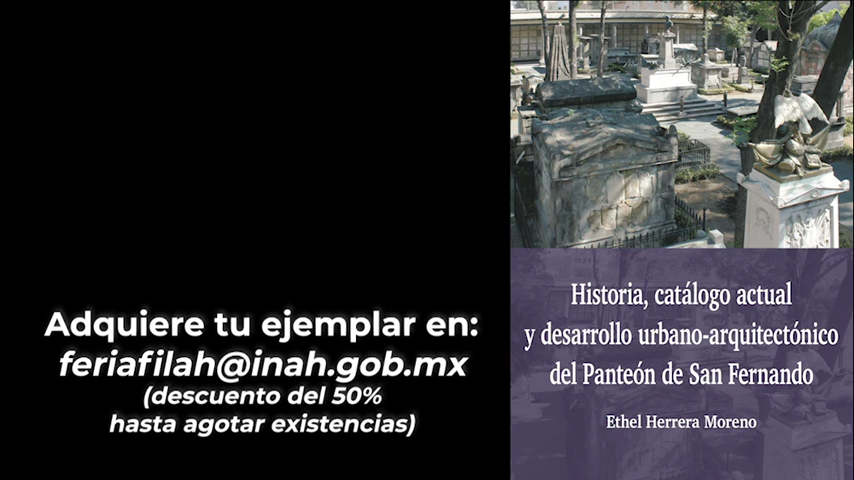 Adquiere tu ejemplar en:
feriafilah@inah.gob.mx
(descuento del 50%
hasta agotar existencias)
Historia, catálogo actual
y desarrollo urbano-arquitectónico
del Panteón de San Fernando
Ethel Herrera Moreno